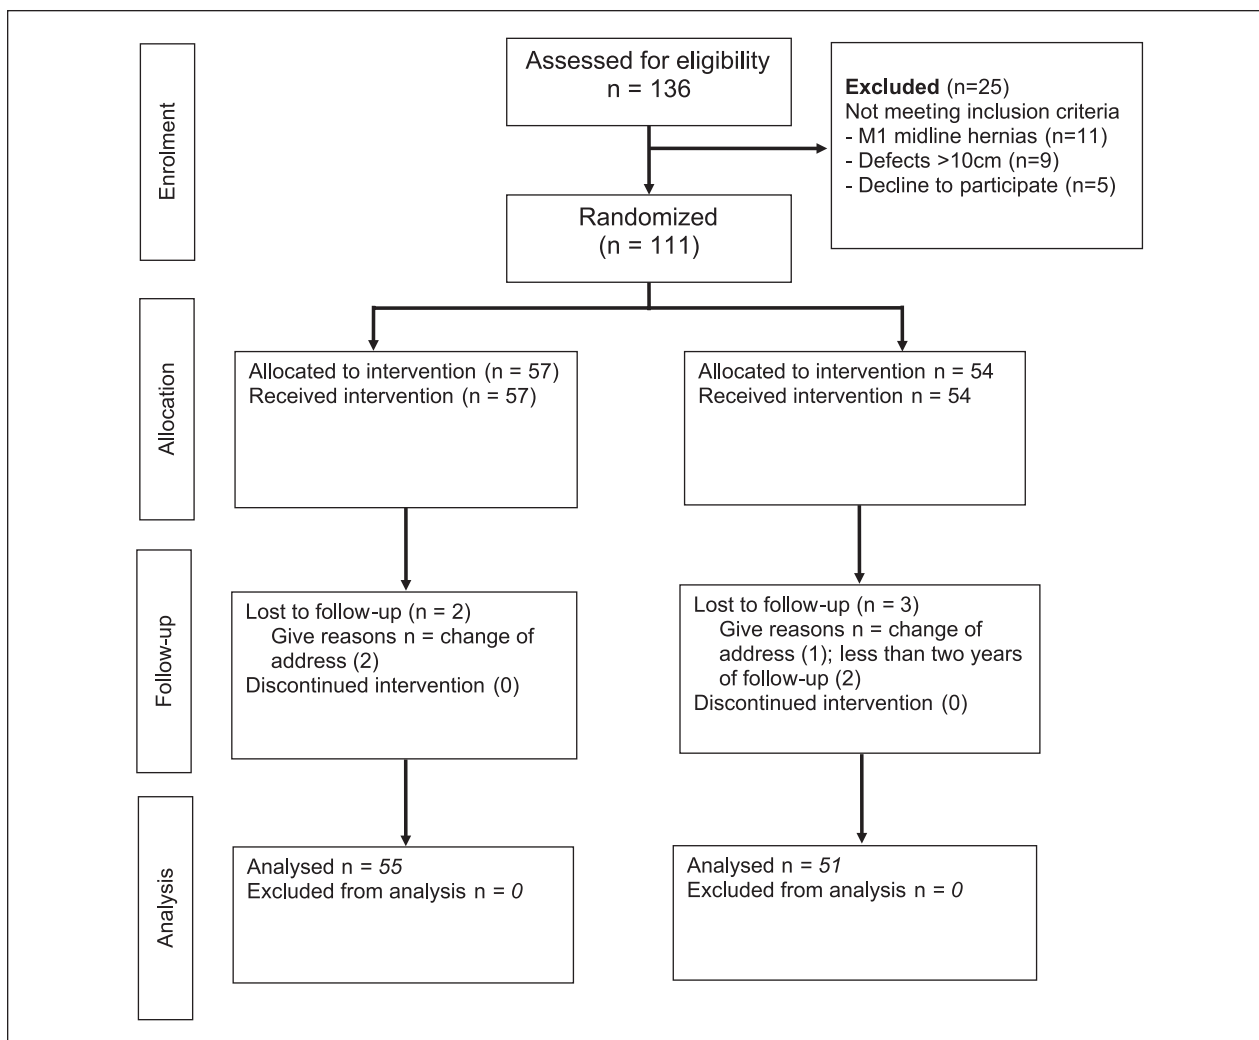 Enrolment
Assessed for eligibility
n = 136
Excluded (n=25)
Not meeting inclusion criteria
- M1 midline hernias (n=11)
- Defects >10cm (n=9)
- Decline to participate (n=5)
Randomized
(n = 111)
Allocation
Allocated to intervention (n = 57)
Received intervention (n = 57)
Allocated to intervention n = 54
Received intervention n = 54
Follow-up
Lost to follow-up (n = 2)
Give reasons n = change of
address (2)
Discontinued intervention (0)
Lost to follow-up (n = 3)
Give reasons n = change of
address (1); less than two years
of follow-up (2)
Discontinued intervention (0)
Analysis
Analysed n = 55
Excluded from analysis n = 0
Analysed n = 51
Excluded from analysis n = 0